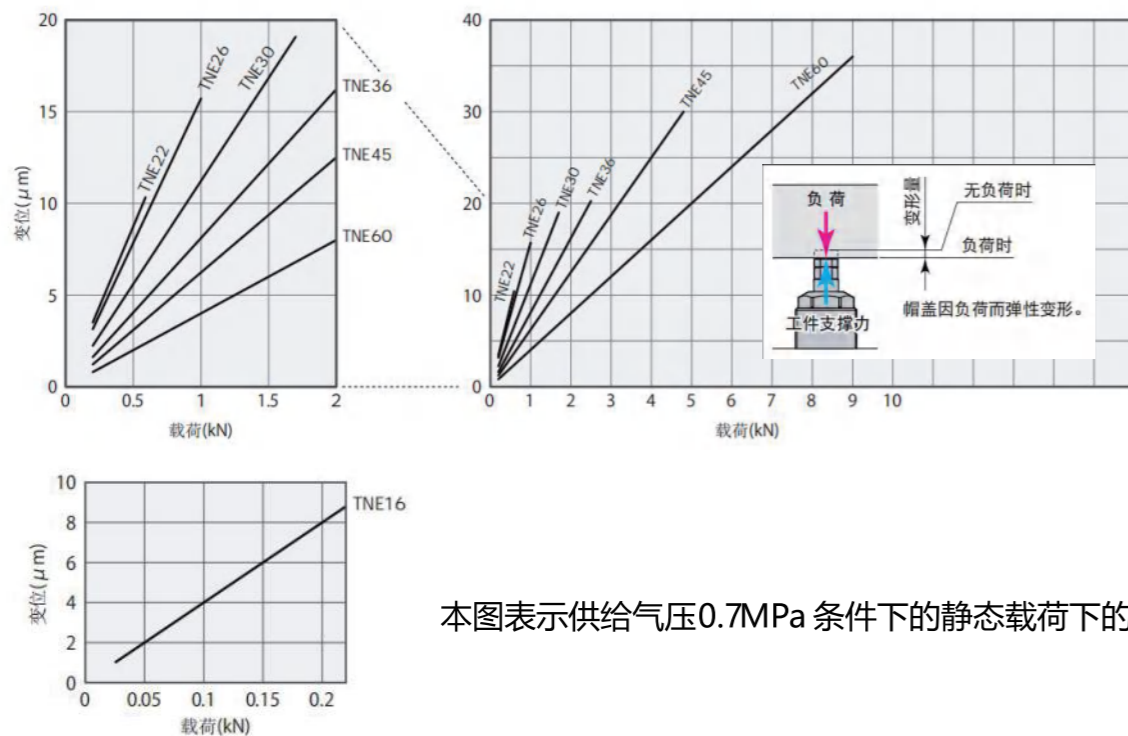 20
15
10
5
0
变位(μm)
TNE22
TNE26
TNE30
TNE36
TNE45
TNE60
0 0.5 1 1.5 2
载荷(kN)
40
30
20
10
0
TNE22
TNE26
TNE30
TNE36
TNE45
TNE60
0 1 2 3 4 5 6 7 8 9 10
载荷(kN)
负荷
变形量
无负荷时
负荷时
工件支撑力
帽盖因负荷而弹性变形。
10
8
6
4
2
0
变位(μm)
TNE16
0 0.05 0.1 0.15 0.2
载荷(kN)
本图表示供给气压0.7MPa 条件下的静态载荷下的